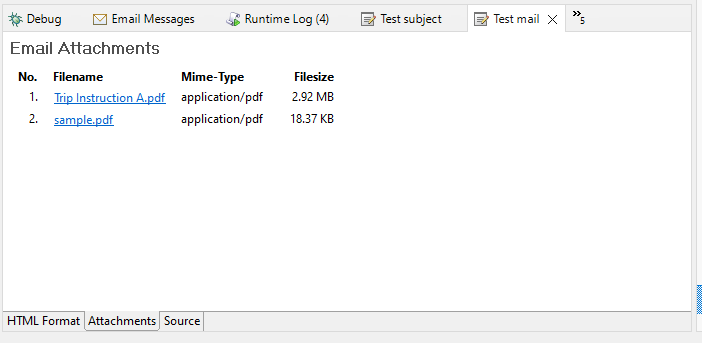 Debug Email Messages Runtime Log (4) Test subject Test mail »5
Email Attachments
No. Filename Mime-Type Filesize
1. Trip Instruction A.pdf application/pdf 2.92 MB
2. sample.pdf application/pdf 18.37 KB
HTML Format Attachments Source